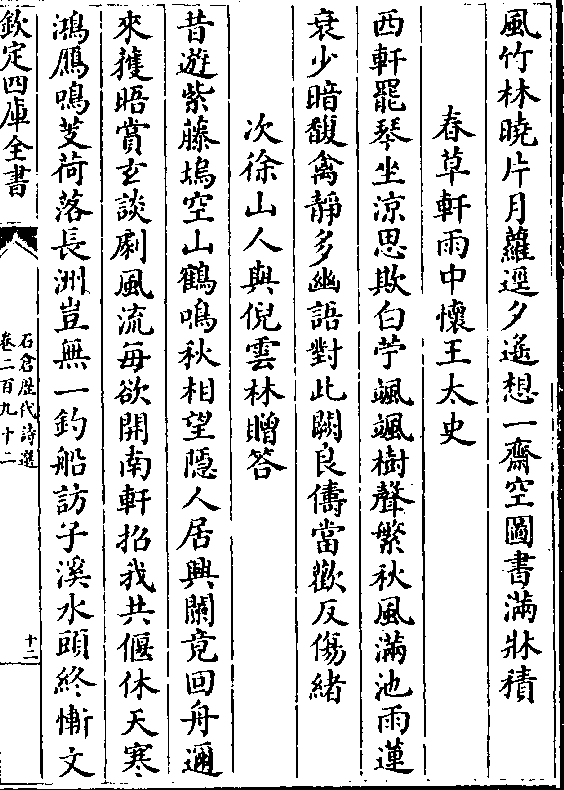 風竹林曉片月蘿逕夕遙想一齋空圖書滿牀積
春草軒雨中懷王太史
西軒罷琴坐涼思欺白苧颯颯樹聲繁秋風滿池雨蓮
衰少暗馥禽靜多幽語對此闕良儔當歡反傷緒
次徐山人與倪雲林贈答
昔遊紫藤塢空山鶴鳴秋相望隱人居興闌竟回舟邇
來獲晤賞玄談劇風流每欲開南軒招我共偃休天寒
鴻鴈鳴芰荷落長洲豈無一釣船訪子溪水頭終慚文
欽定四庫全書
石倉歴代詩選
卷二百九十二
十二